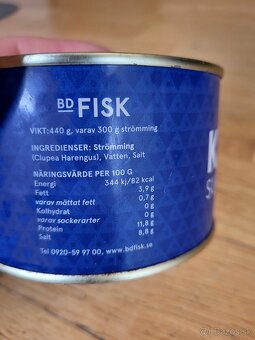 BD FISK
VIKT: 440 g, varav 300 g strömming
INGREDIENSER: Strömming
(Clupea Harengus), Vatten, Salt
NÄRINGSVÄRDE PER 100 G
Energi 344 kj/82 kcal
Fett 3,9 g
varav mättat fett 0,7 g
Kolhydrat 0 g
varav sockerarter 0 g
Protein 11,8 g
Salt 8,8 g
Tel 0920-59 97 00, www.bdfisk.se